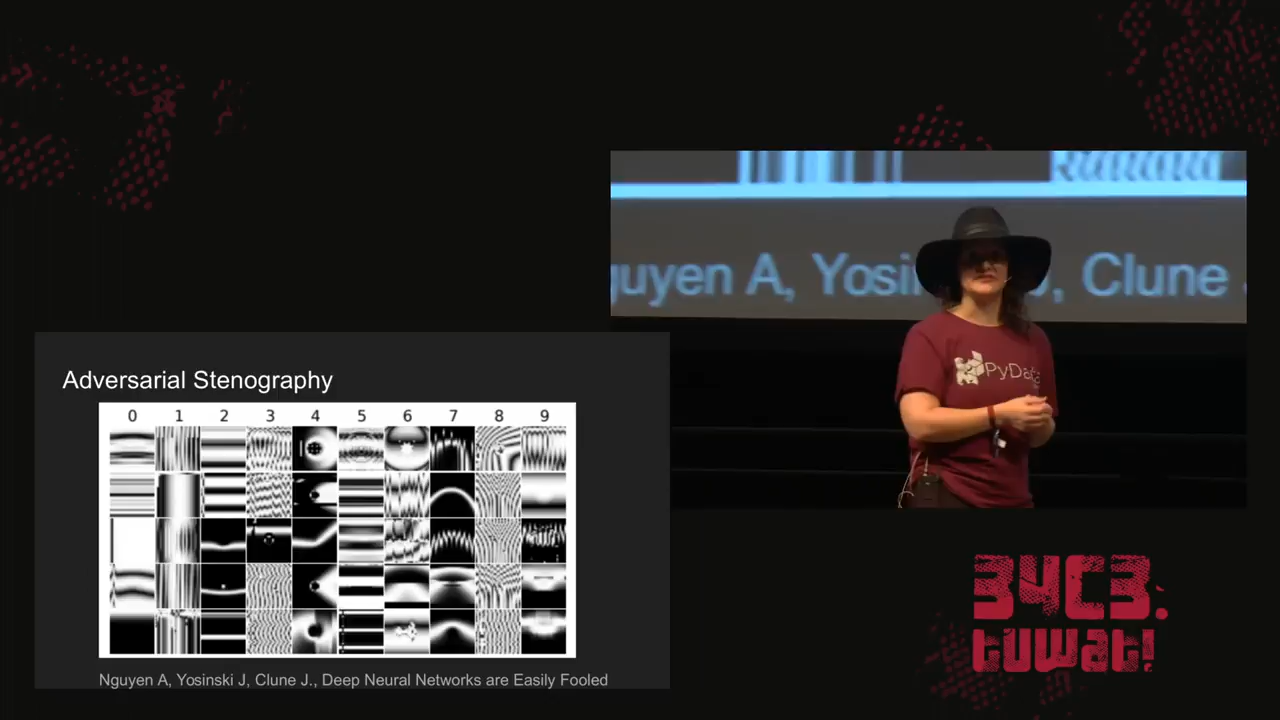 guyen A, Yosi J, Clune J
PyData
Adversarial Stenography
0 1 2 3 4 5 6 7 8 9
Nguyen A, Yosinski J, Clune J., Deep Neural Networks are Easily Fooled
34C3.
tuwat!